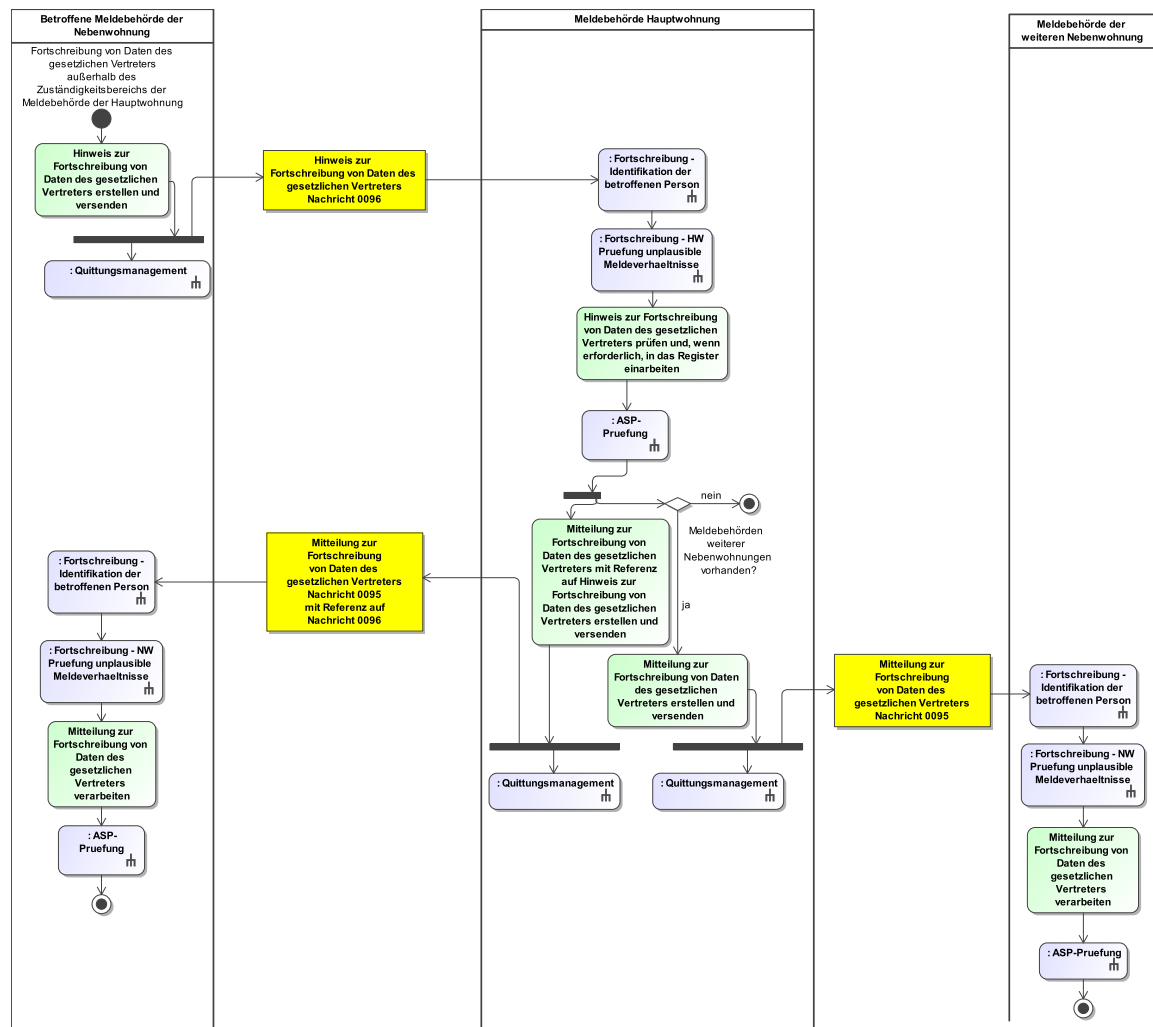 Betroffene Meldebehörde der
Nebenwohnung
Fortschreibung von Daten des
gesetzlichen Vertreters
außerhalb des
Zuständigkeitsbereichs der
Meldebehörde der Hauptwohnung
Hinweis zur
Fortschreibung von
Daten des gesetzlichen
Vertreters erstellen und
versenden
: Quittungsmanagement
Hinweis zur
Fortschreibung von Daten des
gesetzlichen Vertreters
Nachricht 0096
Meldebehörde Hauptwohnung
: Fortschreibung -
Identifikation der
betroffenen Person
: Fortschreibung - HW
Pruefung unplausible
Meldeverhaeltnisse
Hinweis zur Fortschreibung
von Daten des gesetzlichen
Vertreters prüfen und, wenn
erforderlich, in das Register
einarbeiten
: ASP-
Pruefung
nein
Meldebehörden
weiterer
Nebenwohnungen
vorhanden?
ja
Mitteilung zur
Fortschreibung von
Daten des gesetzlichen
Vertreters mit Referenz
auf Hinweis zur
Fortschreibung von
Daten des gesetzlichen
Vertreters erstellen und
versenden
Mitteilung zur
Fortschreibung von Daten
des gesetzlichen
Vertreters erstellen und
versenden
: Quittungsmanagement
: Quittungsmanagement
Mitteilung zur
Fortschreibung
von Daten des
gesetzlichen Vertreters
Nachricht 0095
mit Referenz auf
Nachricht 0096
: Fortschreibung -
Identifikation der
betroffenen Person
: Fortschreibung - NW
Pruefung unplausible
Meldeverhaeltnisse
Mitteilung zur
Fortschreibung von
Daten des
gesetzlichen
Vertreters
verarbeiten
: ASP-
Pruefung
Mitteilung zur
Fortschreibung
von Daten des
gesetzlichen Vertreters
Nachricht 0095
Meldebehörde der
weiteren Nebenwohnung
: Fortschreibung -
Identifikation der
betroffenen Person
: Fortschreibung - NW
Pruefung unplausible
Meldeverhaeltnisse
Mitteilung zur
Fortschreibung von
Daten des
gesetzlichen
Vertreters
verarbeiten
: ASP-Pruefung